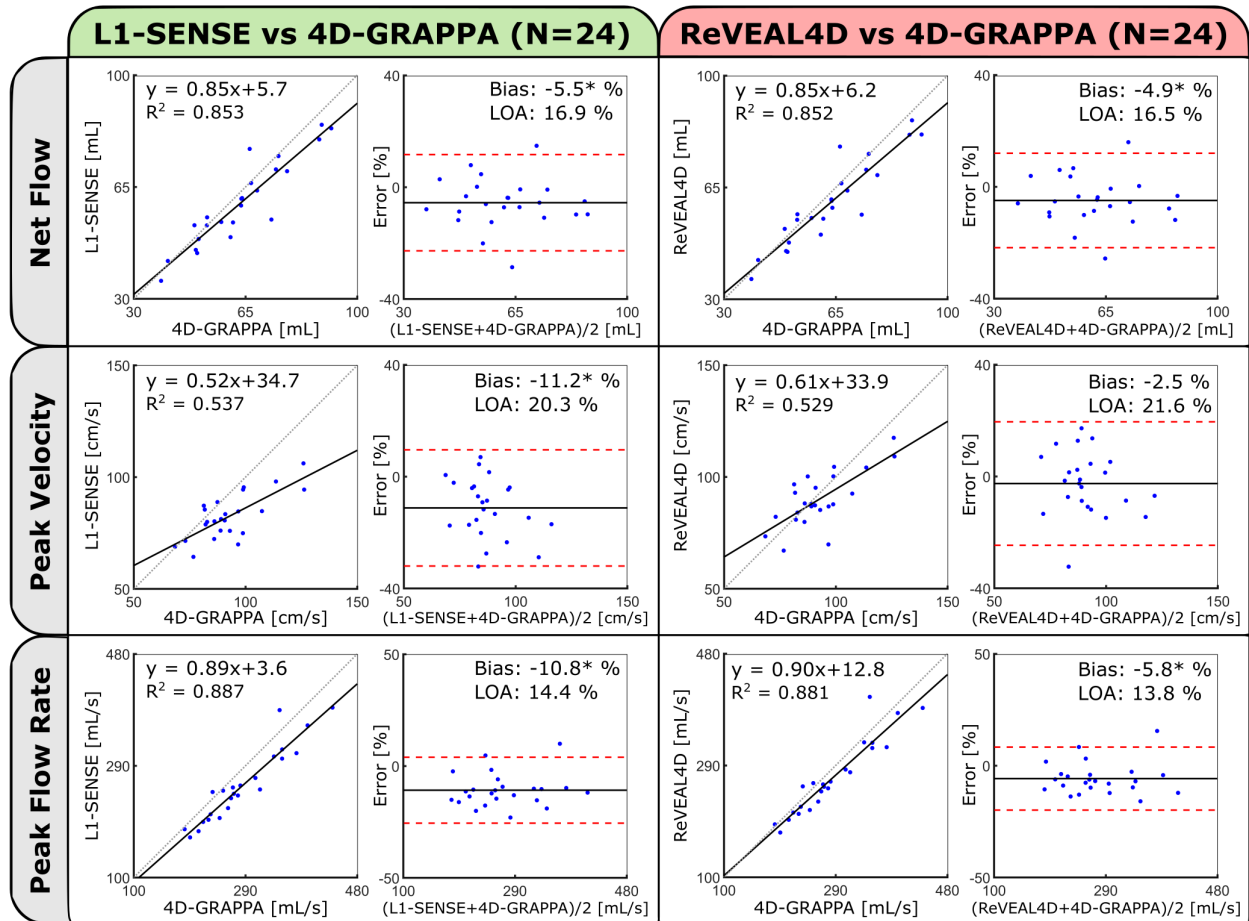 L1-SENSE vs 4D-GRAPPA (N=24)
ReVEAL4D vs 4D-GRAPPA (N=24)
Net Flow
100
y = 0.85x+5.7
R² = 0.853
L1-SENSE [mL]
65
30
30
65
100
4D-GRAPPA [mL]
40
Bias: -5.5* %
LOA: 16.9 %
Error [%]
0
-40
30
65
100
(L1-SENSE+4D-GRAPPA)/2 [mL]
100
y = 0.85x+6.2
R² = 0.852
ReVEAL4D [mL]
65
30
30
65
100
4D-GRAPPA [mL]
40
Bias: -4.9* %
LOA: 16.5 %
Error [%]
0
-40
30
65
100
(ReVEAL4D+4D-GRAPPA)/2 [mL]
Peak Velocity
150
y = 0.52x+34.7
R² = 0.537
L1-SENSE [cm/s]
100
50
50
100
150
4D-GRAPPA [cm/s]
40
Bias: -11.2* %
LOA: 20.3 %
Error [%]
0
-40
50
100
150
(L1-SENSE+4D-GRAPPA)/2 [cm/s]
150
y = 0.61x+33.9
R² = 0.529
ReVEAL4D [cm/s]
100
50
50
100
150
4D-GRAPPA [cm/s]
40
Bias: -2.5 %
LOA: 21.6 %
Error [%]
0
-40
50
100
150
(ReVEAL4D+4D-GRAPPA)/2 [cm/s]
Peak Flow Rate
480
y = 0.89x+3.6
R² = 0.887
L1-SENSE [mL/s]
290
100
100
290
480
4D-GRAPPA [mL/s]
50
Bias: -10.8* %
LOA: 14.4 %
Error [%]
0
-50
100
290
480
(L1-SENSE+4D-GRAPPA)/2 [mL/s]
480
y = 0.90x+12.8
R² = 0.881
ReVEAL4D [mL/s]
290
100
100
290
480
4D-GRAPPA [mL/s]
50
Bias: -5.8* %
LOA: 13.8 %
Error [%]
0
-50
100
290
480
(ReVEAL4D+4D-GRAPPA)/2 [mL/s]